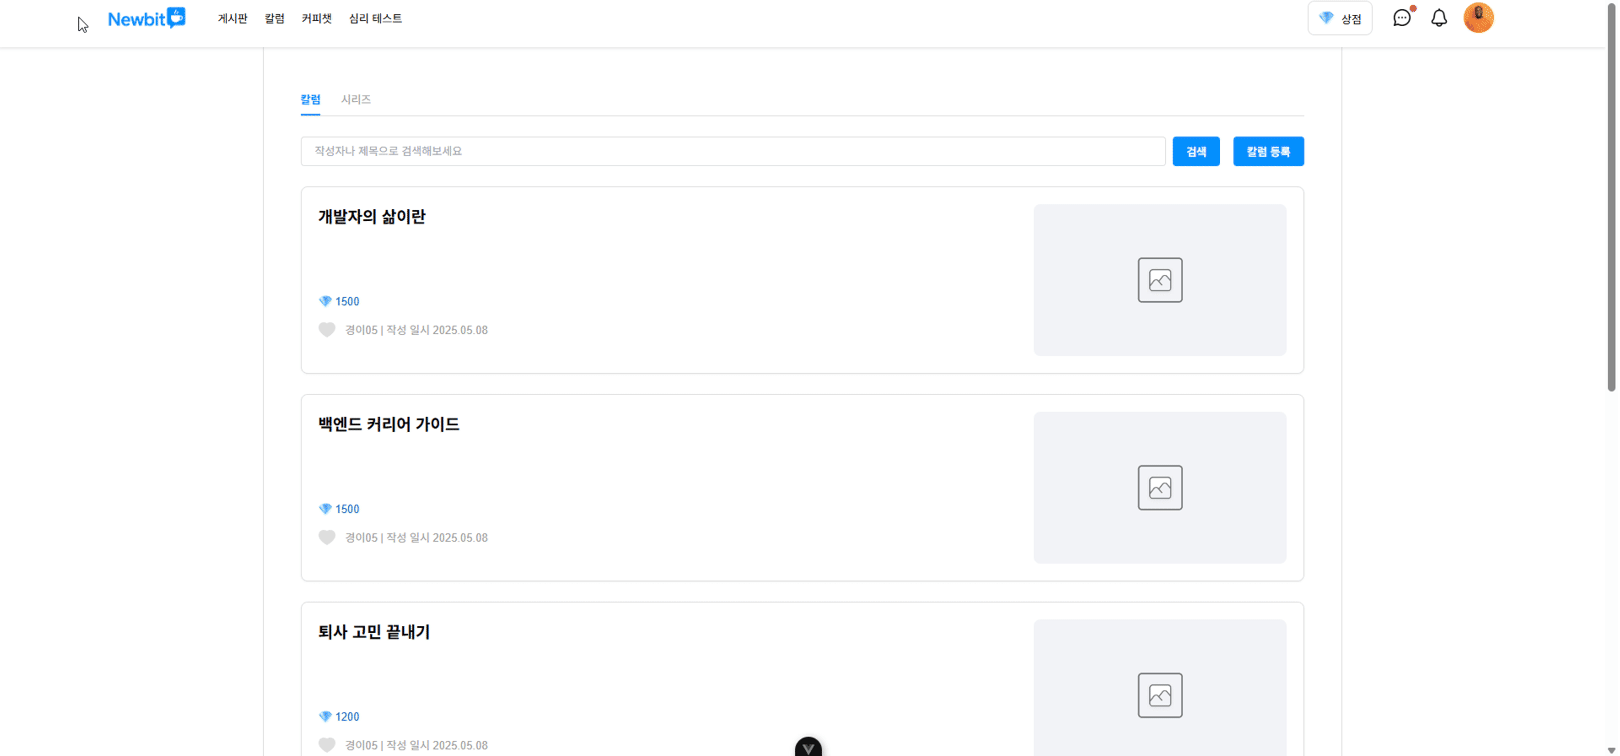 Newbit 게시판 칼럼 커피챗 심리 테스트 상점
칼럼 시리즈
작성자나 제목으로 검색해보세요 검색 칼럼 등록
개발자의 삶이란
1500
경이05 | 작성 일시 2025.05.08
백엔드 커리어 가이드
1500
경이05 | 작성 일시 2025.05.08
퇴사 고민 끝내기
1200
경이05 | 작성 일시 2025.05.08